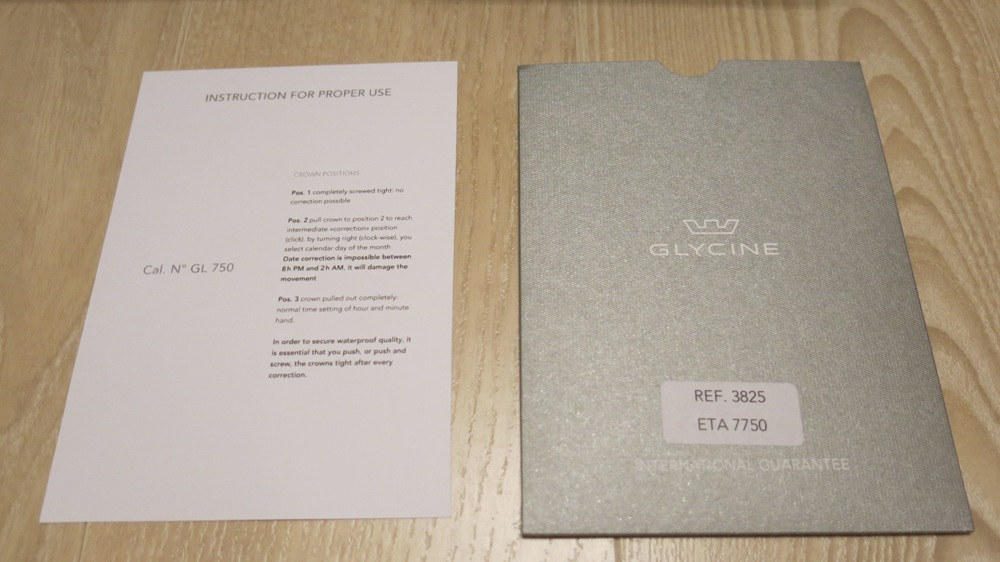 INSTRUCTION FOR PROPER USE
CROWN POSITIONS:
Pos. 1 completely screwed tight: no
correction possible
Pos. 2 pull crown to position 2 to reach
intermediate «correction» position
(click). by turning right (clock-wise), you
select calendar day of the month
Date correction is impossible between
8h PM and 2h AM, it will damage the
movement
Cal. N° GL 750
Pos. 3 crown pulled out completely:
normal time setting of hour and minute
hand.
In order to secure waterproof quality, it
is essential that you push, or push and
screw, the crowns tight after every
correction.
GLYCINE
REF. 3825
ETA 7750
INTERNATIONAL GUARANTEE